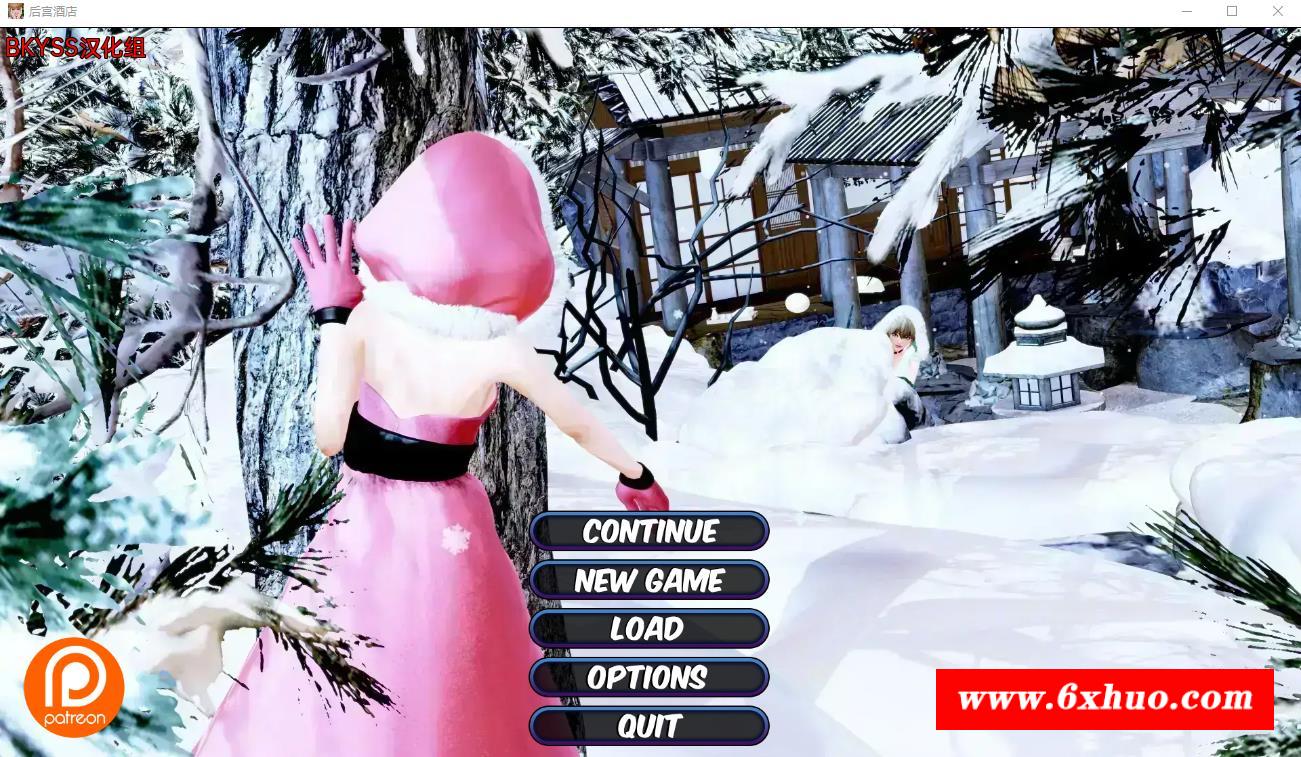 后宫酒店
BKYSS汉化组
CONTINUE
NEW GAME
LOAD
OPTIONS
QUIT
patreon
www.6xhuo.com